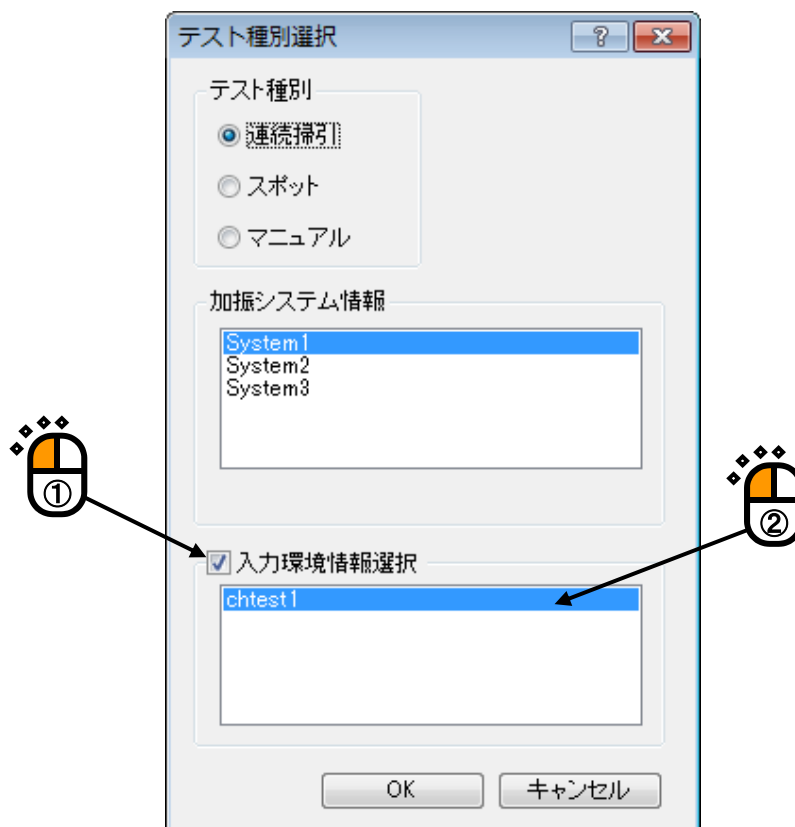 テスト種別選択
テスト種別
連続掃引
スポット
マニュアル
加振システム情報
System1
System2
System3
①
②
入力環境情報選択
chtest1
OK
キャンセル